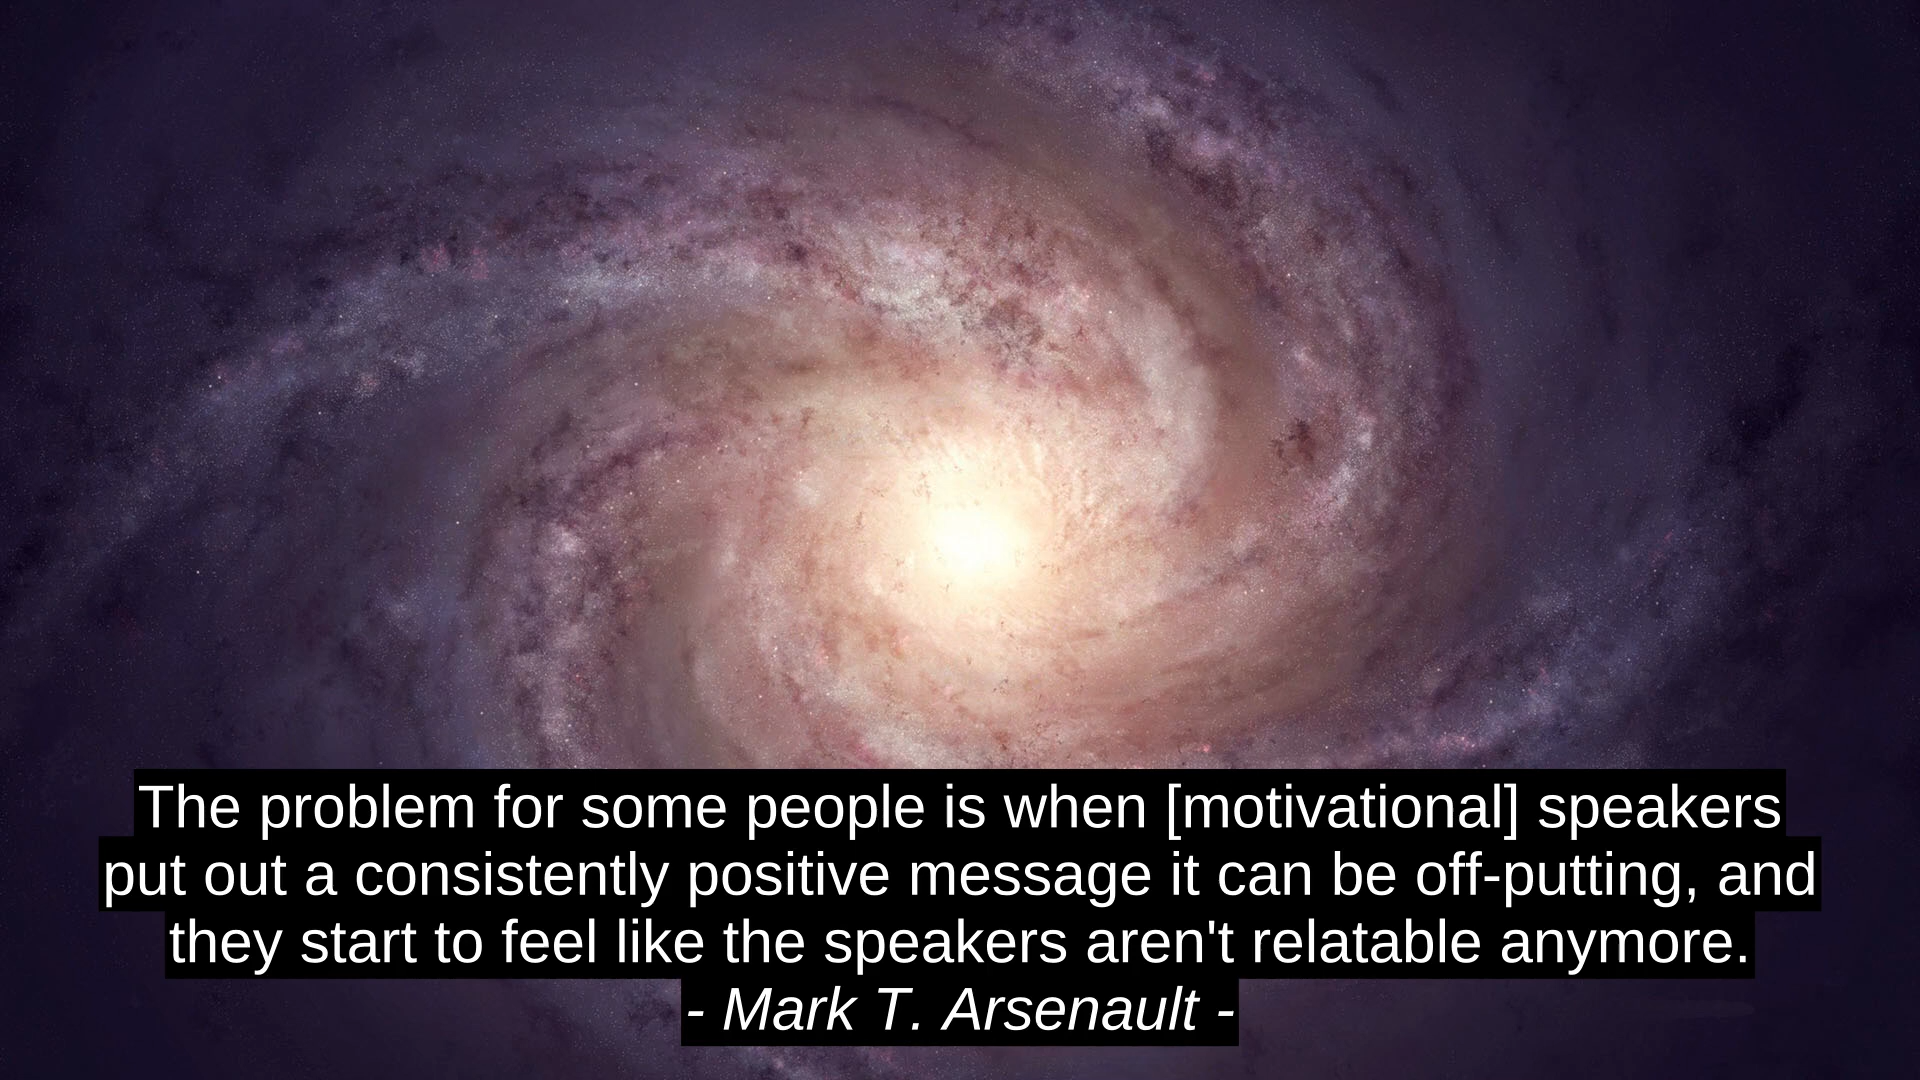 The problem for some people is when [motivational] speakers
put out a consistently positive message it can be off-putting, and
they start to feel like the speakers aren't relatable anymore.
- Mark T. Arsenault -